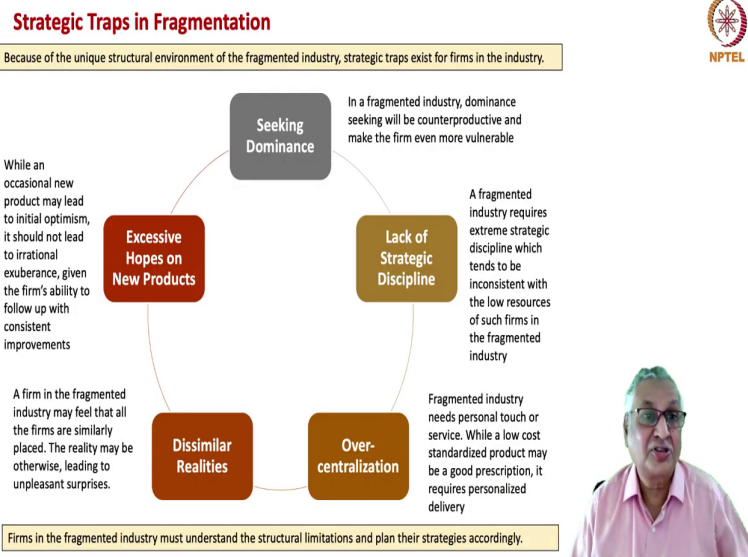 Strategic Traps in Fragmentation
NPTEL
Because of the unique structural environment of the fragmented industry, strategic traps exist for firms in the industry.
Seeking
Dominance
In a fragmented industry, dominance
seeking will be counterproductive and
make the firm even more vulnerable
Lack of
Strategic
Discipline
A fragmented
industry requires
extreme strategic
discipline which
tends to be
inconsistent with
the low resources
of such firms in
the fragmented
industry
Over-
centralization
Fragmented industry
needs personal touch or
service. While a low cost
standardized product may
be a good prescription, it
requires personalized
delivery
Dissimilar
Realities
A firm in the fragmented
industry may feel that all
the firms are similarly
placed. The reality may be
otherwise, leading to
unpleasant surprises.
Excessive
Hopes on
New Products
While an
occasional new
product may lead
to initial optimism,
it should not lead
to irrational
exuberance, given
the firm's ability to
follow up with
consistent
improvements
Firms in the fragmented industry must understand the structural limitations and plan their strategies accordingly.